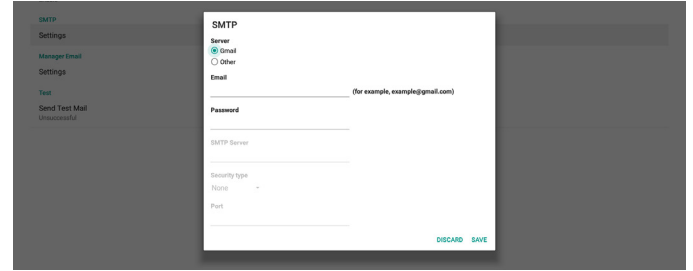 SMTP
Settings
Manager Email
Settings
Test
Send Test Mail
Unsuccessful
SMTP
Server
Gmail
Other
Email
(for example, example@gmail.com)
Password
SMTP Server
Security type
None
Port
DISCARD SAVE